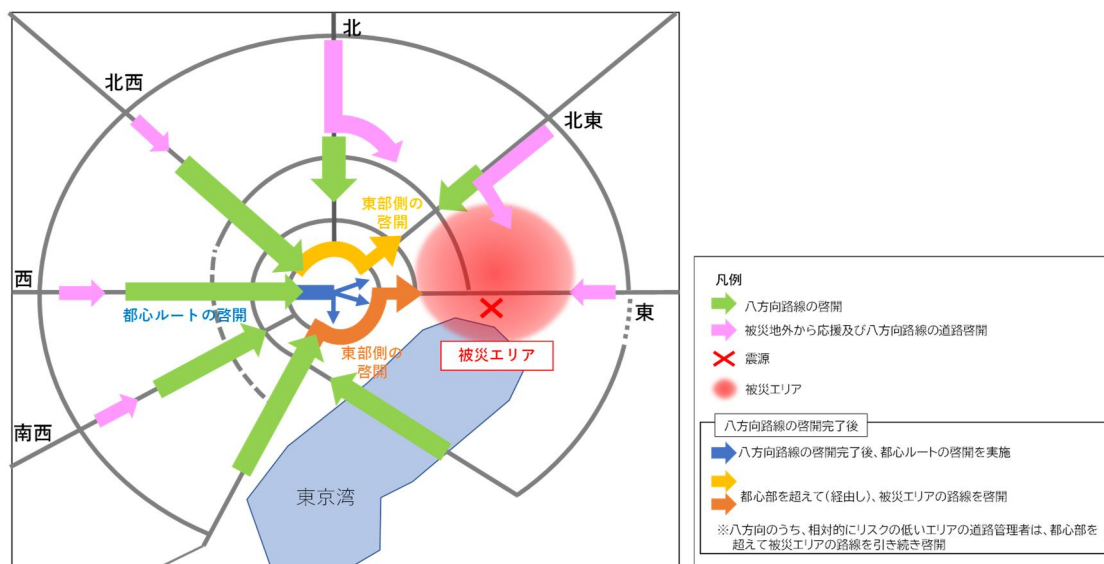 北
北西
北東
東部側の
啓開
西
都心ルートの啓開
東
東部側の
啓開
被災エリア
南西
東京湾
凡例
八方向路線の啓開
被災地外から応援及び八方向路線の道路啓開
震源
被災エリア
八方向路線の啓開完了後
八方向路線の啓開完了後、都心ルートの啓開を実施
都心部を超えて(経由し)、被災エリアの路線を啓開
※八方向のうち、相対的にリスクの低いエリアの道路管理者は、都心部を
超えて被災エリアの路線を引き続き啓開